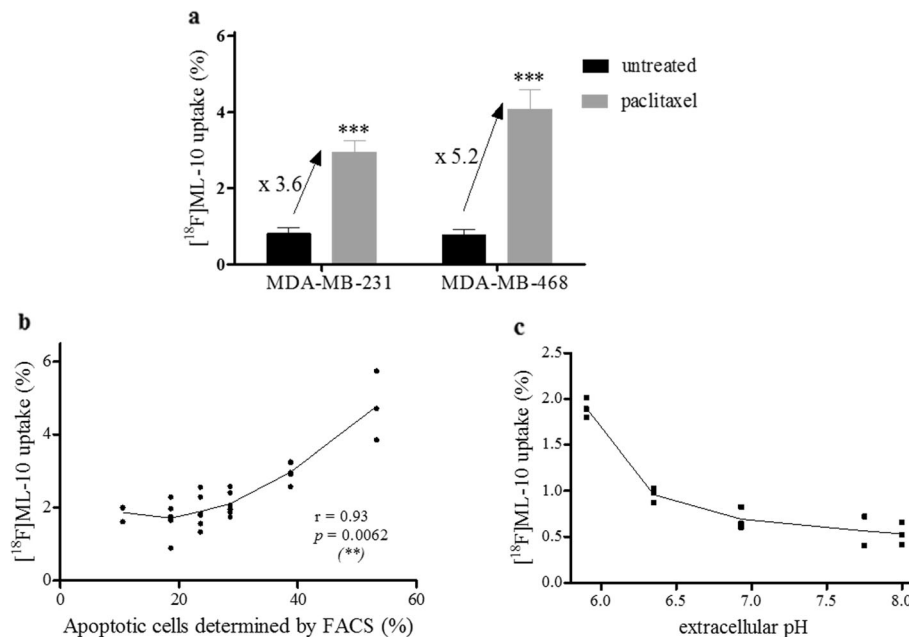 a
[¹⁸F]ML-10 uptake (%)
6
4
2
0
x 3.6
***
x 5.2
***
MDA-MB-231
MDA-MB-468
untreated
paclitaxel
b
[¹⁸F]ML-10 uptake (%)
6
4
2
0
0
20
40
60
r = 0.93
p = 0.0062
(**)
Apoptotic cells determined by FACS (%)
c
[¹⁸F]ML-10 uptake (%)
2.5
2.0
1.5
1.0
0.5
0.0
6.0
6.5
7.0
7.5
8.0
extracellular pH